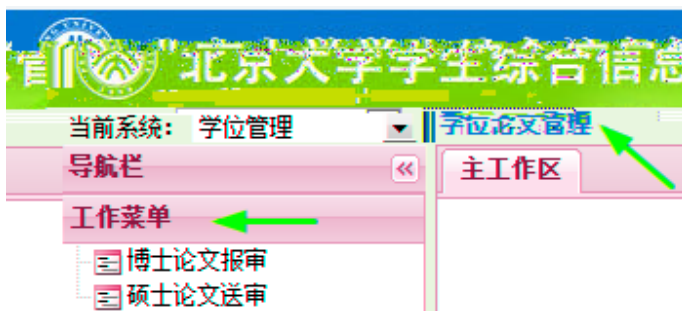 北京大学学生综合信息
当前系统： 学位管理
学位论文管理
导航栏
主工作区
工作菜单
博士论文报审
硕士论文送审